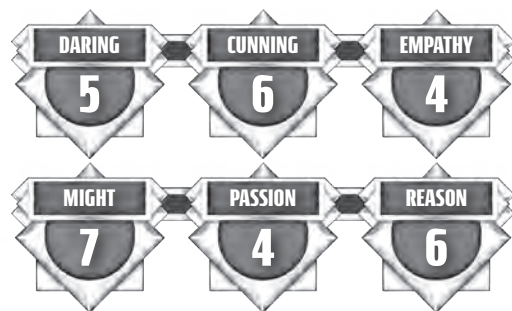 DARING CUNNING EMPATHY
5 6 4
MIGHT PASSION REASON
7 4 6